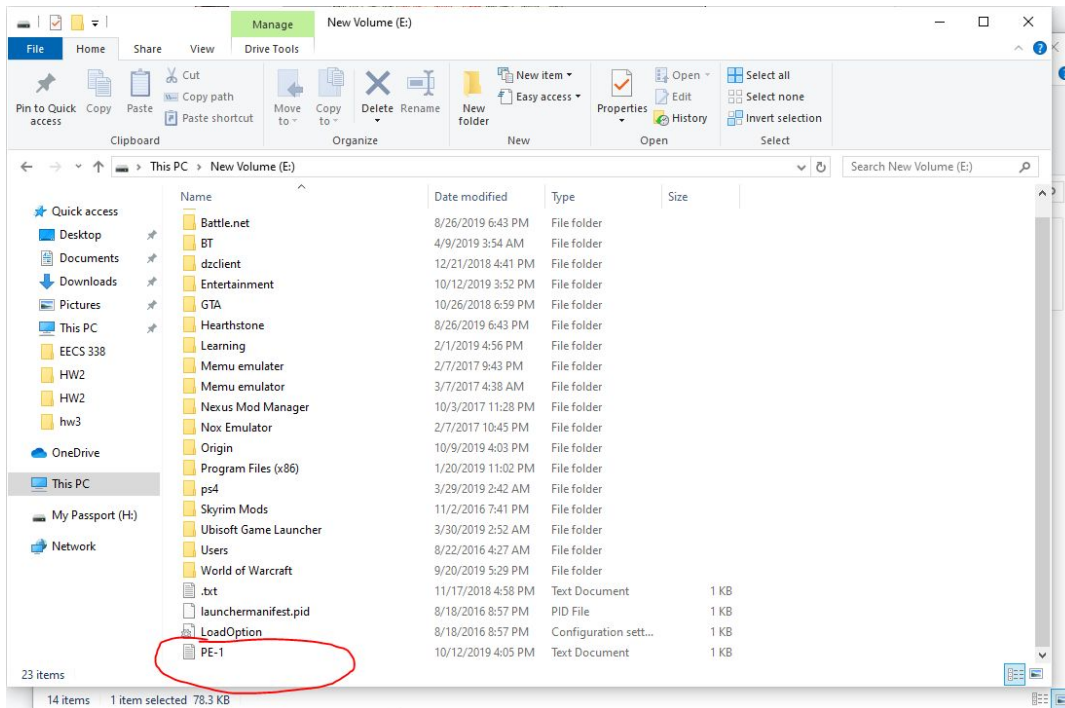 Manage New Volume (E:)
File Home Share View Drive Tools
Pin to Quick access
Copy
Paste
Cut
Copy path
Paste shortcut
Move to
Copy to
Delete
Rename
New folder
New item
Easy access
Properties
Open
Edit
History
Select all
Select none
Invert selection
Clipboard Organize New Open Select
This PC > New Volume (E:) Search New Volume (E:)
Quick access
Desktop
Documents
Downloads
Pictures
This PC
EECS 338
HW2
HW2
hw3
OneDrive
This PC
My Passport (H:)
Network
Name Date modified Type Size
Battle.net 8/26/2019 6:43 PM File folder
BT 4/9/2019 3:54 AM File folder
dzclient 12/21/2018 4:41 PM File folder
Entertainment 10/12/2019 3:52 PM File folder
GTA 10/26/2018 6:59 PM File folder
Hearthstone 8/26/2019 6:43 PM File folder
Learning 2/1/2019 4:56 PM File folder
Memu emulater 2/7/2017 9:43 PM File folder
Memu emulator 3/7/2017 4:38 AM File folder
Nexus Mod Manager 10/3/2017 11:28 PM File folder
Nox Emulator 2/7/2017 10:45 PM File folder
Origin 10/9/2019 4:03 PM File folder
Program Files (x86) 1/20/2019 11:02 PM File folder
ps4 3/29/2019 2:42 AM File folder
Skyrim Mods 11/2/2016 7:41 PM File folder
Ubisoft Game Launcher 3/30/2019 2:52 AM File folder
Users 8/22/2016 4:27 AM File folder
World of Warcraft 9/20/2019 5:29 PM File folder
.txt 11/17/2018 4:58 PM Text Document 1 KB
launchermanifest.pid 8/18/2016 8:57 PM PID File 1 KB
LoadOption 8/18/2016 8:57 PM Configuration sett... 1 KB
PE-1 10/12/2019 4:05 PM Text Document 1 KB
23 items
14 items 1 item selected 78.3 KB